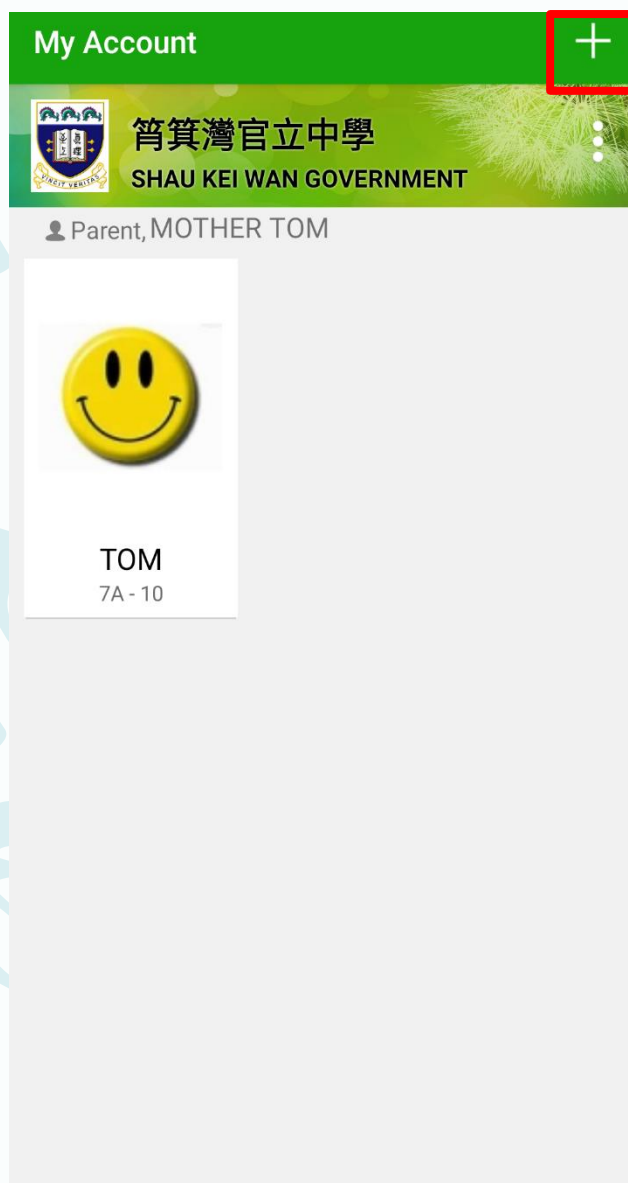 My Account
筲箕灣官立中學
SHAU KEI WAN GOVERNMENT
Parent, MOTHER TOM
TOM
7A - 10